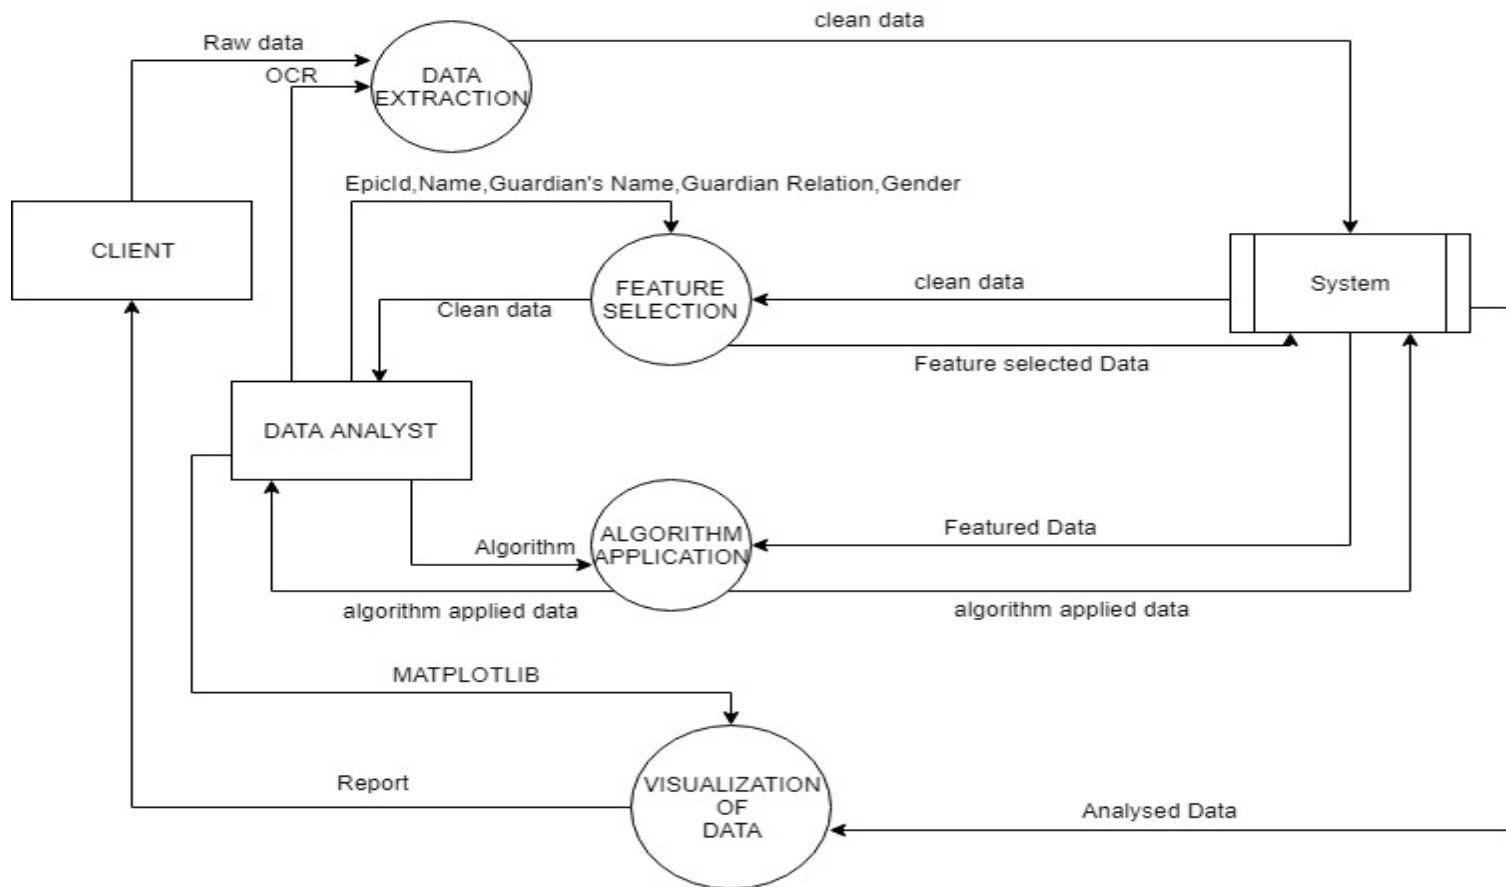 clean data
Raw data
OCR
DATA
EXTRACTION
EpicId,Name,Guardian's Name,Guardian Relation,Gender
CLIENT
FEATURE
SELECTION
clean data
System
Clean data
Feature selected Data
DATA ANALYST
ALGORITHM
APPLICATION
Featured Data
Algorithm
algorithm applied data
algorithm applied data
MATPLOTLIB
Report
VISUALIZATION
OF
DATA
Analysed Data